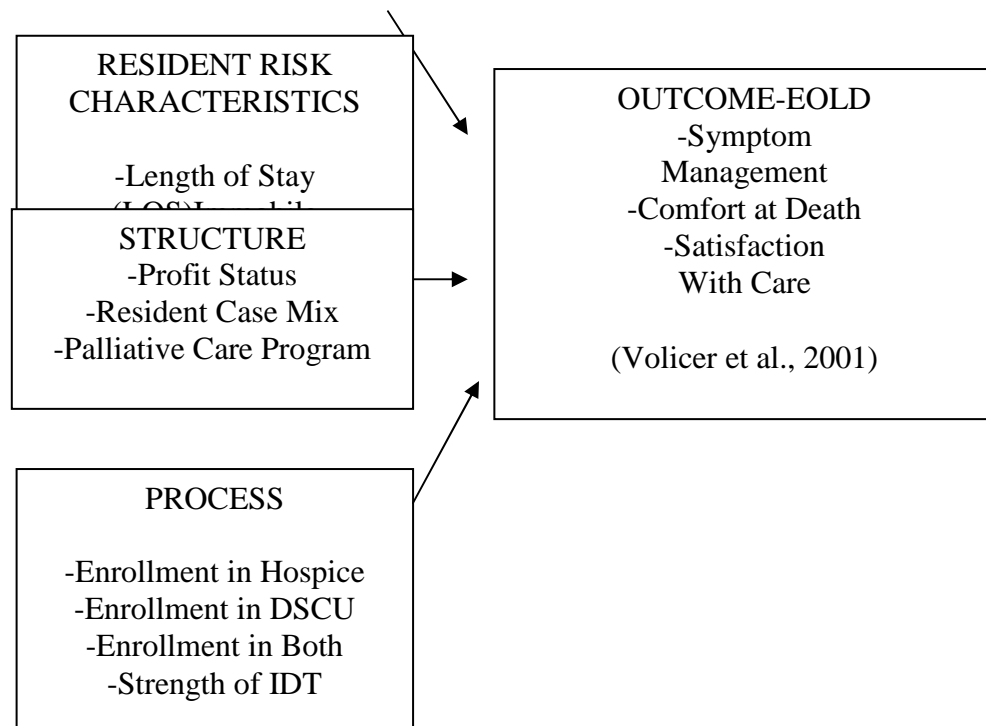 RESIDENT RISK
CHARACTERISTICS
-Length of Stay
STRUCTURE
-Profit Status
-Resident Case Mix
-Palliative Care Program
PROCESS
-Enrollment in Hospice
-Enrollment in DSCU
-Enrollment in Both
-Strength of IDT
OUTCOME-EOLD
-Symptom
Management
-Comfort at Death
-Satisfaction
With Care
(Volicer et al., 2001)